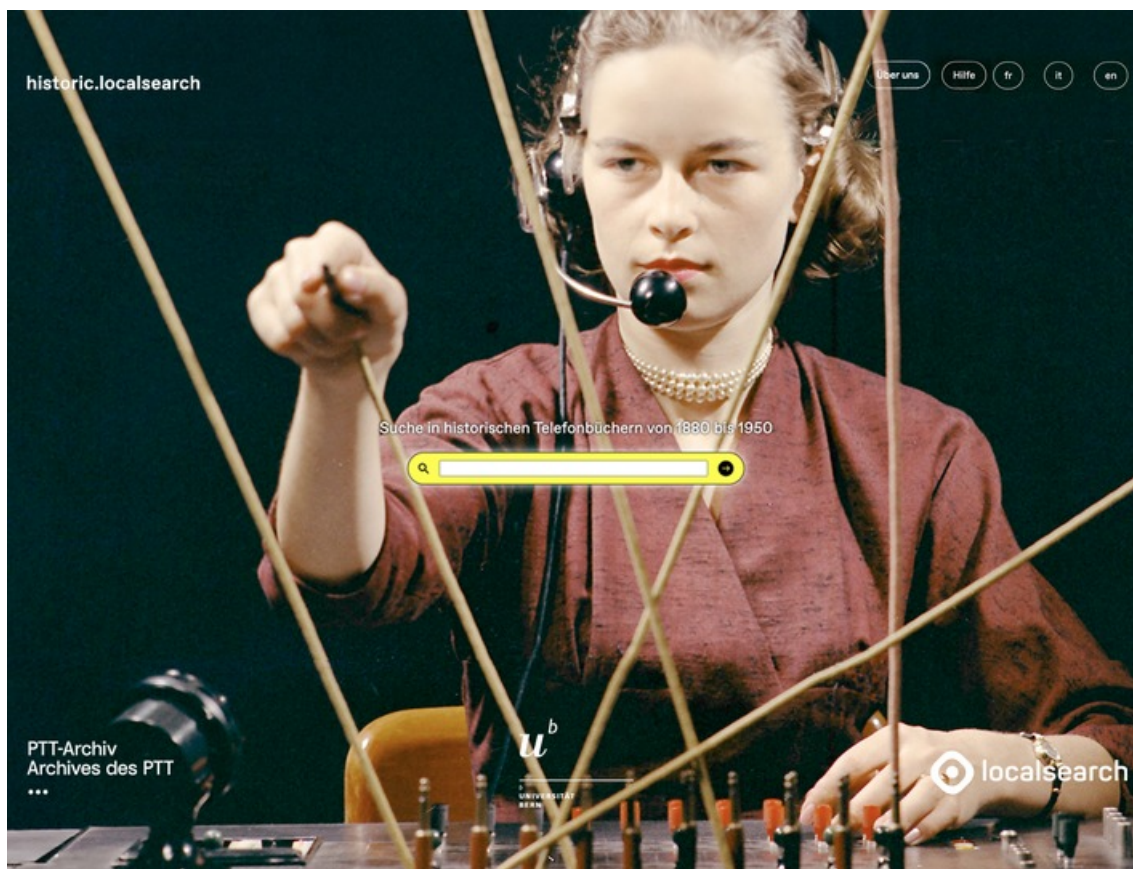 historic.localsearch
Über uns
Hilfe
fr
it
en
Suche in historischen Telefonbüchern von 1880 bis 1950
PTT-Archiv
Archives des PTT
u
b
b
UNIVERSITÄT
BERN
localsearch